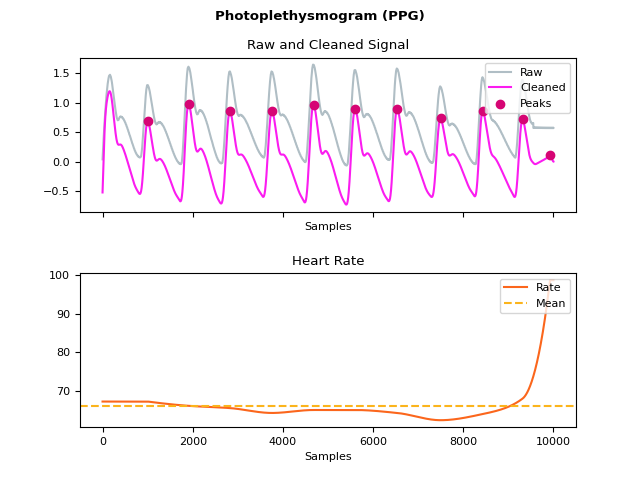 Photoplethysmogram (PPG)
Raw and Cleaned Signal
1.5
1.0
0.5
0.0
−0.5
Raw
Cleaned
Peaks
Samples
Heart Rate
100
90
80
70
Rate
Mean
0 2000 4000 6000 8000 10000
Samples